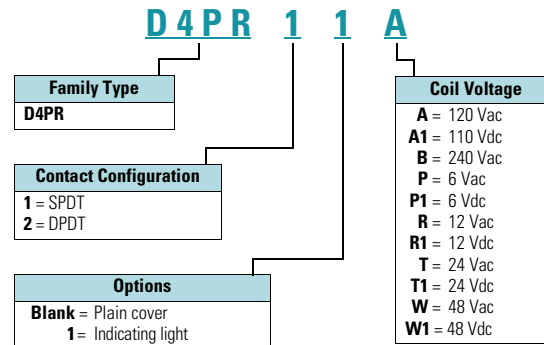 D4PR 1 1 A
Family Type
D4PR
Contact Configuration
1 = SPDT
2 = DPDT
Options
Blank = Plain cover
1 = Indicating light
Coil Voltage
A = 120 Vac
A1 = 110 Vdc
B = 240 Vac
P = 6 Vac
P1 = 6 Vdc
R = 12 Vac
R1 = 12 Vdc
T = 24 Vac
T1 = 24 Vdc
W = 48 Vac
W1 = 48 Vdc